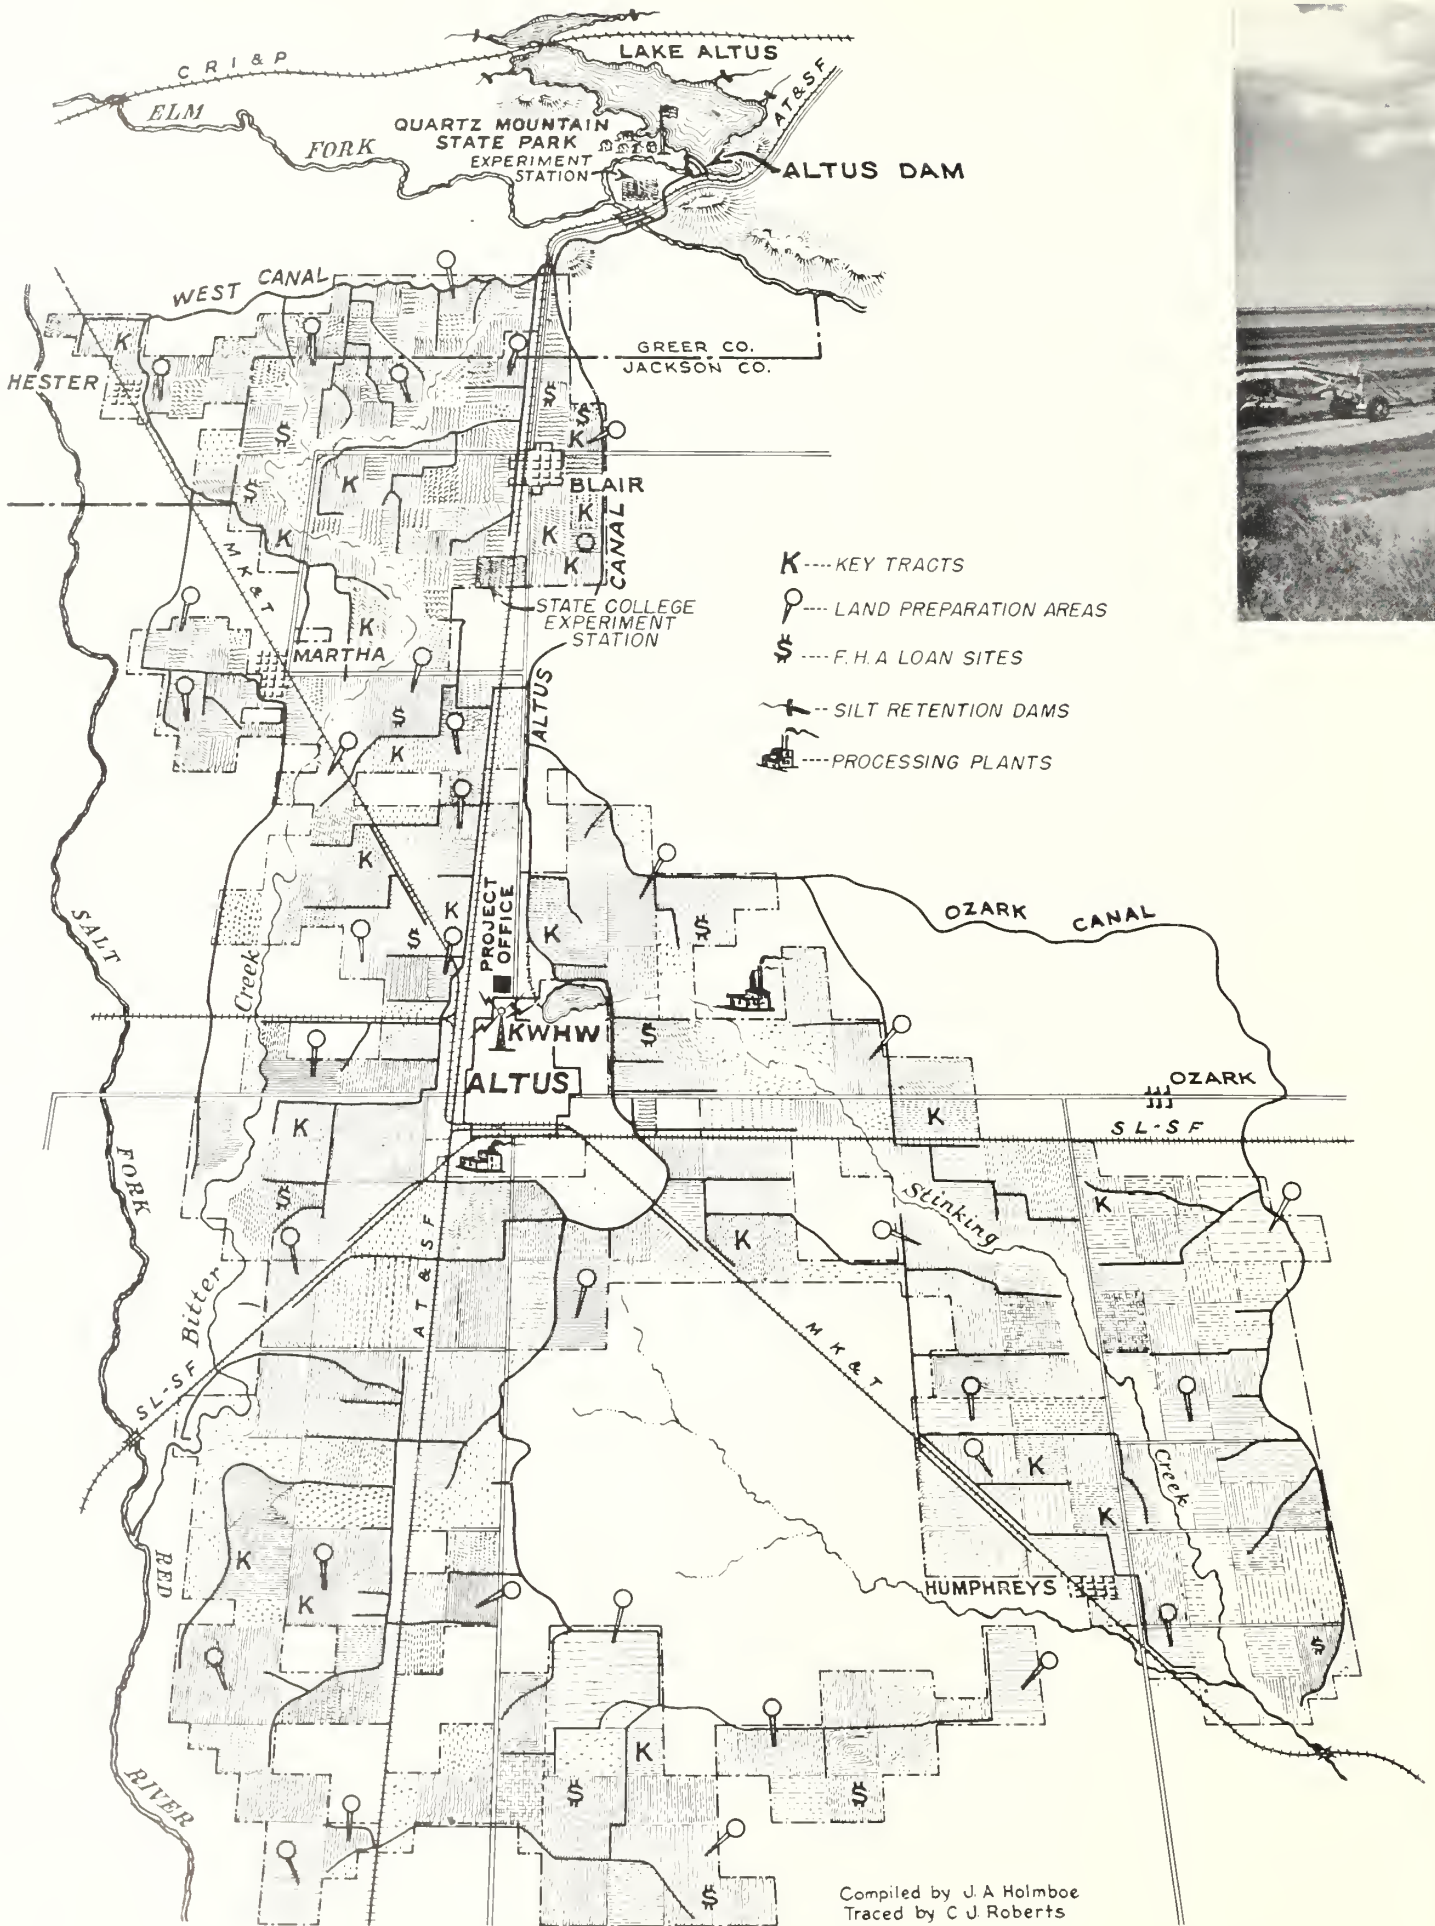 LAKE ALTUS
C R I & P
AT & SF
ELM
FORK
QUARTZ MOUNTAIN
STATE PARK
EXPERIMENT
STATION
ALTUS DAM
WEST CANAL
K
GREER CO.
JACKSON CO.
HESTER
$
$
K
$
K
BLAIR
$
K
K
K
K
CANAL
M K & T
K---- KEY TRACTS
---- LAND PREPARATION AREAS
$ ---- F.H.A LOAN SITES
---- SILT RETENTION DAMS
---- PROCESSING PLANTS
STATE COLLEGE
EXPERIMENT
STATION
K
MARTHA
ALTUS
$
K
K
SALT
Creek
K
$
PROJECT
OFFICE
K
$
OZARK CANAL
KWHW
$
ALTUS
OZARK
K
K
SL-SF
FORK
$
Stinking
K
K
AT & SF
Bitter
SL-SF
M K & T
K
Creek
K
RED
K
K
HUMPHREYS
$
K
RIVER
$
$
$
Compiled by J. A Holmboe
Traced by C J. Roberts